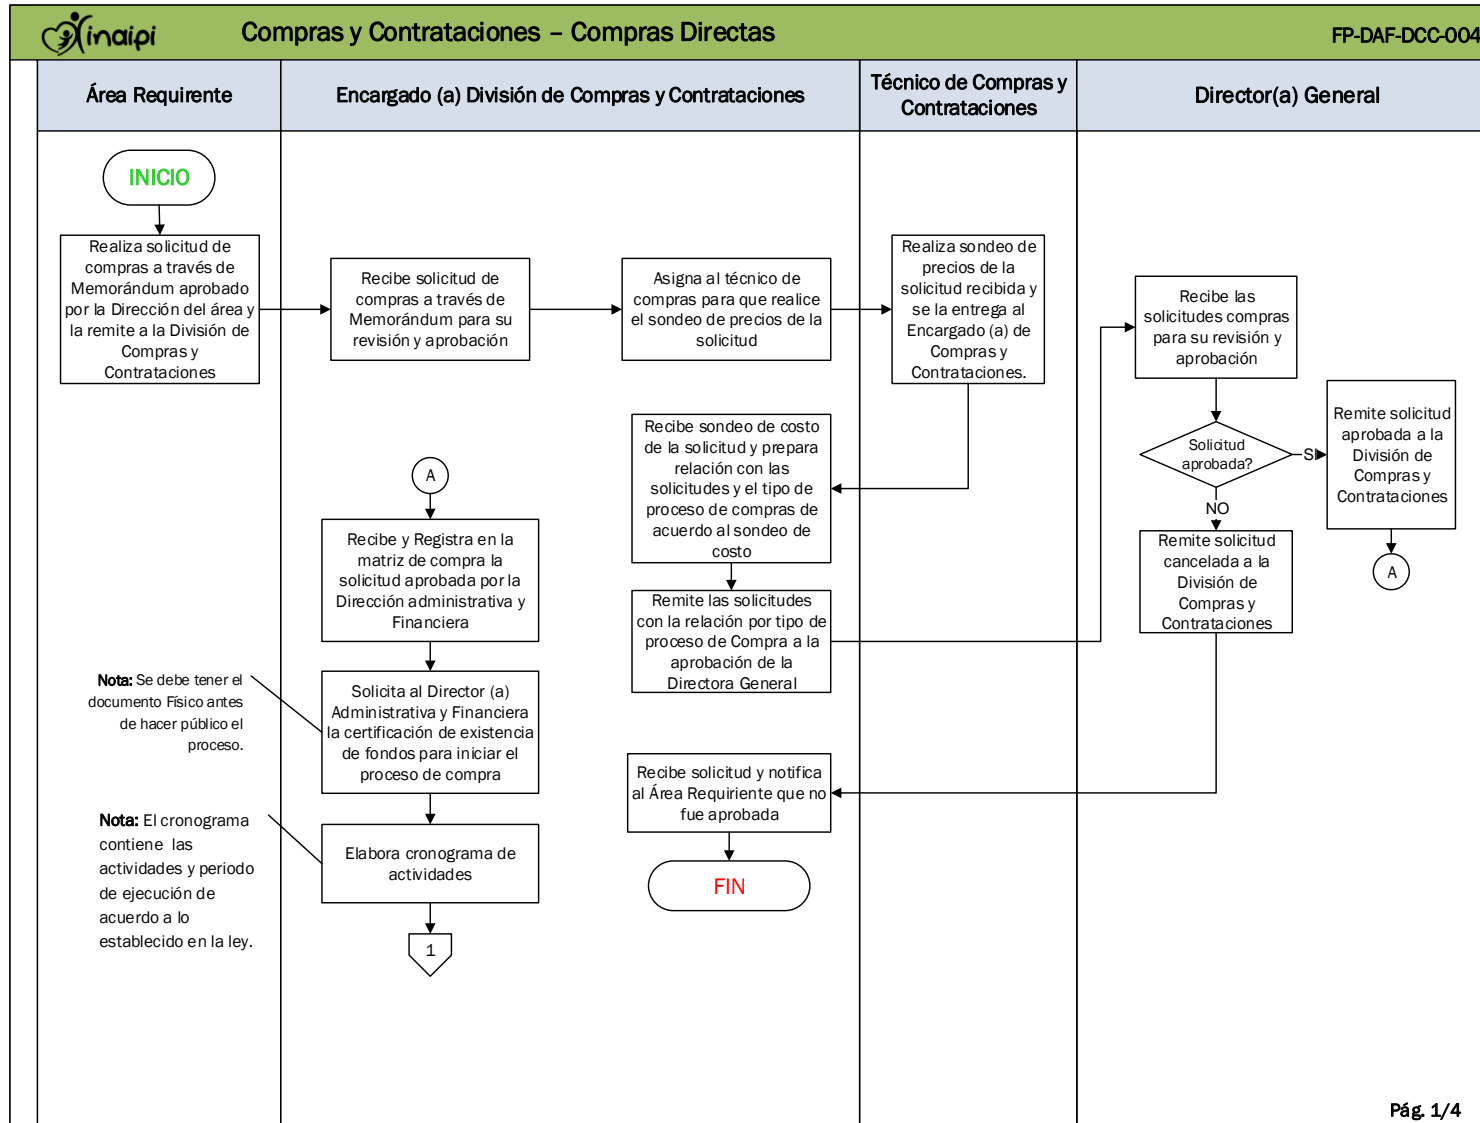 inaipi
Compras y Contrataciones – Compras Directas
FP-DAF-DCC-004
Área Requirente
Encargado (a) División de Compras y Contrataciones
Técnico de Compras y
Contrataciones
Director(a) General
INICIO
Realiza solicitud de
compras a través de
Memorándum aprobado
por la Dirección del área y
la remite a la División de
Compras y
Contrataciones
Recibe solicitud de
compras a través de
Memorándum para su
revisión y aprobación
Asigna al técnico de
compras para que realice
el sondeo de precios de la
solicitud
Realiza sondeo de
precios de la
solicitud recibida y
se la entrega al
Encargado (a) de
Compras y
Contrataciones.
Recibe las
solicitudes compras
para su revisión y
aprobación
Solicitud
aprobada?
SI
NO
Remite solicitud
aprobada a la
División de
Compras y
Contrataciones
A
Remite solicitud
cancelada a la
División de
Compras y
Contrataciones
Recibe sondeo de costo
de la solicitud y prepara
relación con las
solicitudes y el tipo de
proceso de compras de
acuerdo al sondeo de
costo
Remite las solicitudes
con la relación por tipo de
proceso de Compra a la
aprobación de la
Directora General
A
Recibe y Registra en la
matriz de compra la
solicitud aprobada por la
Dirección administrativa y
Financiera
Nota: Se debe tener el
documento Físico antes
de hacer público el
proceso.
Solicita al Director (a)
Administrativa y Financiera
la certificación de existencia
de fondos para iniciar el
proceso de compra
Recibe solicitud y notifica
al Área Requiriente que no
fue aprobada
FIN
Nota: El cronograma
contiene las
actividades y periodo
de ejecución de
acuerdo a lo
establecido en la ley.
Elabora cronograma de
actividades
1
Pág. 1/4